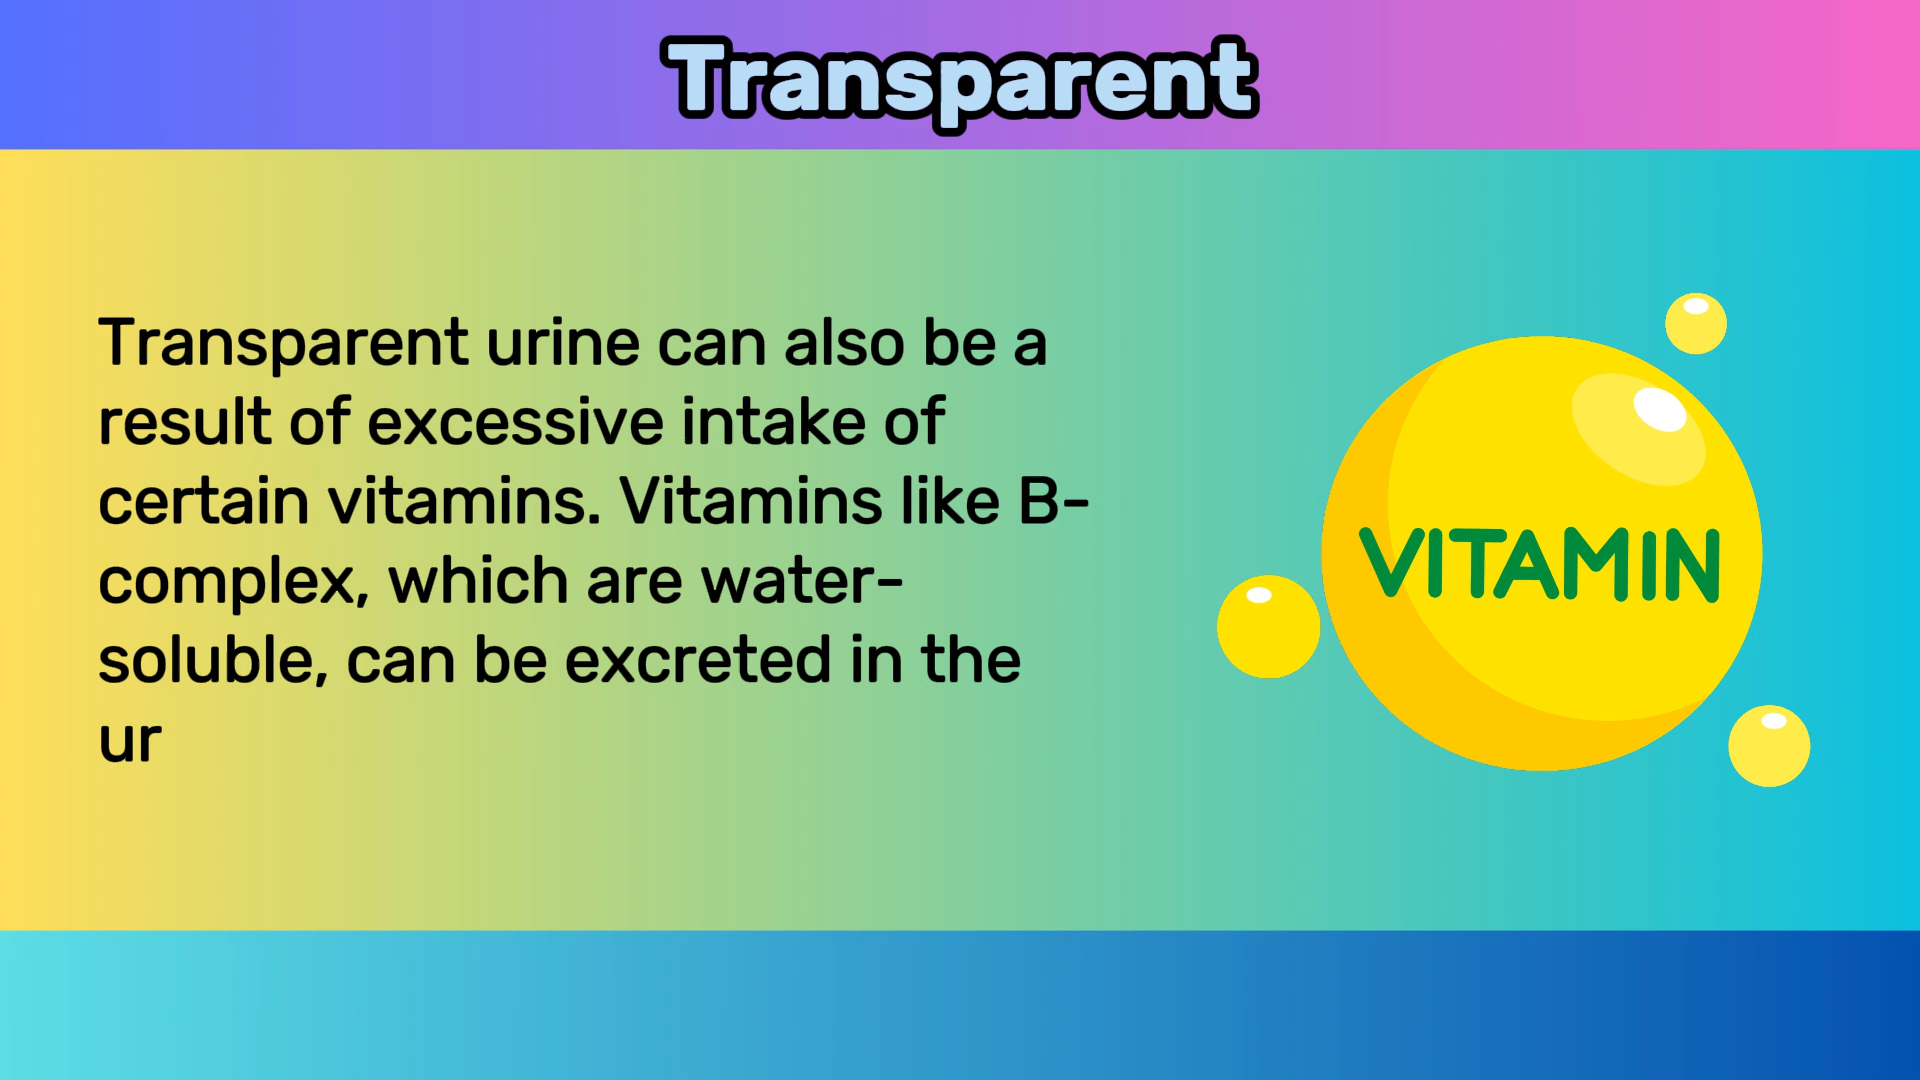 Transparent
Transparent urine can also be a
result of excessive intake of
certain vitamins. Vitamins like B-
complex, which are water-
soluble, can be excreted in the
ur
VITAMIN